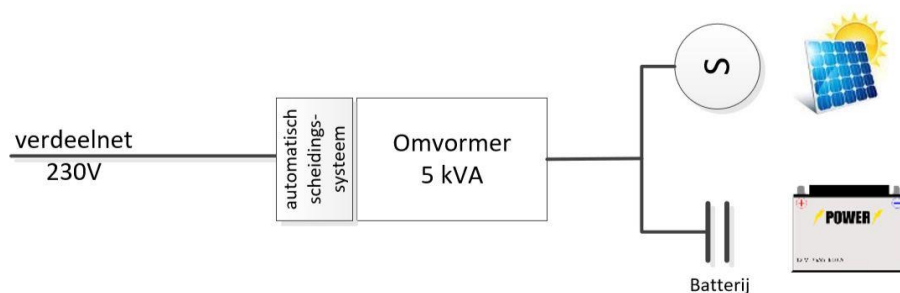 verdeelnet
230V
automatisch
scheidings-
systeem
Omvormer
5 kVA
S
POWER
Batterij